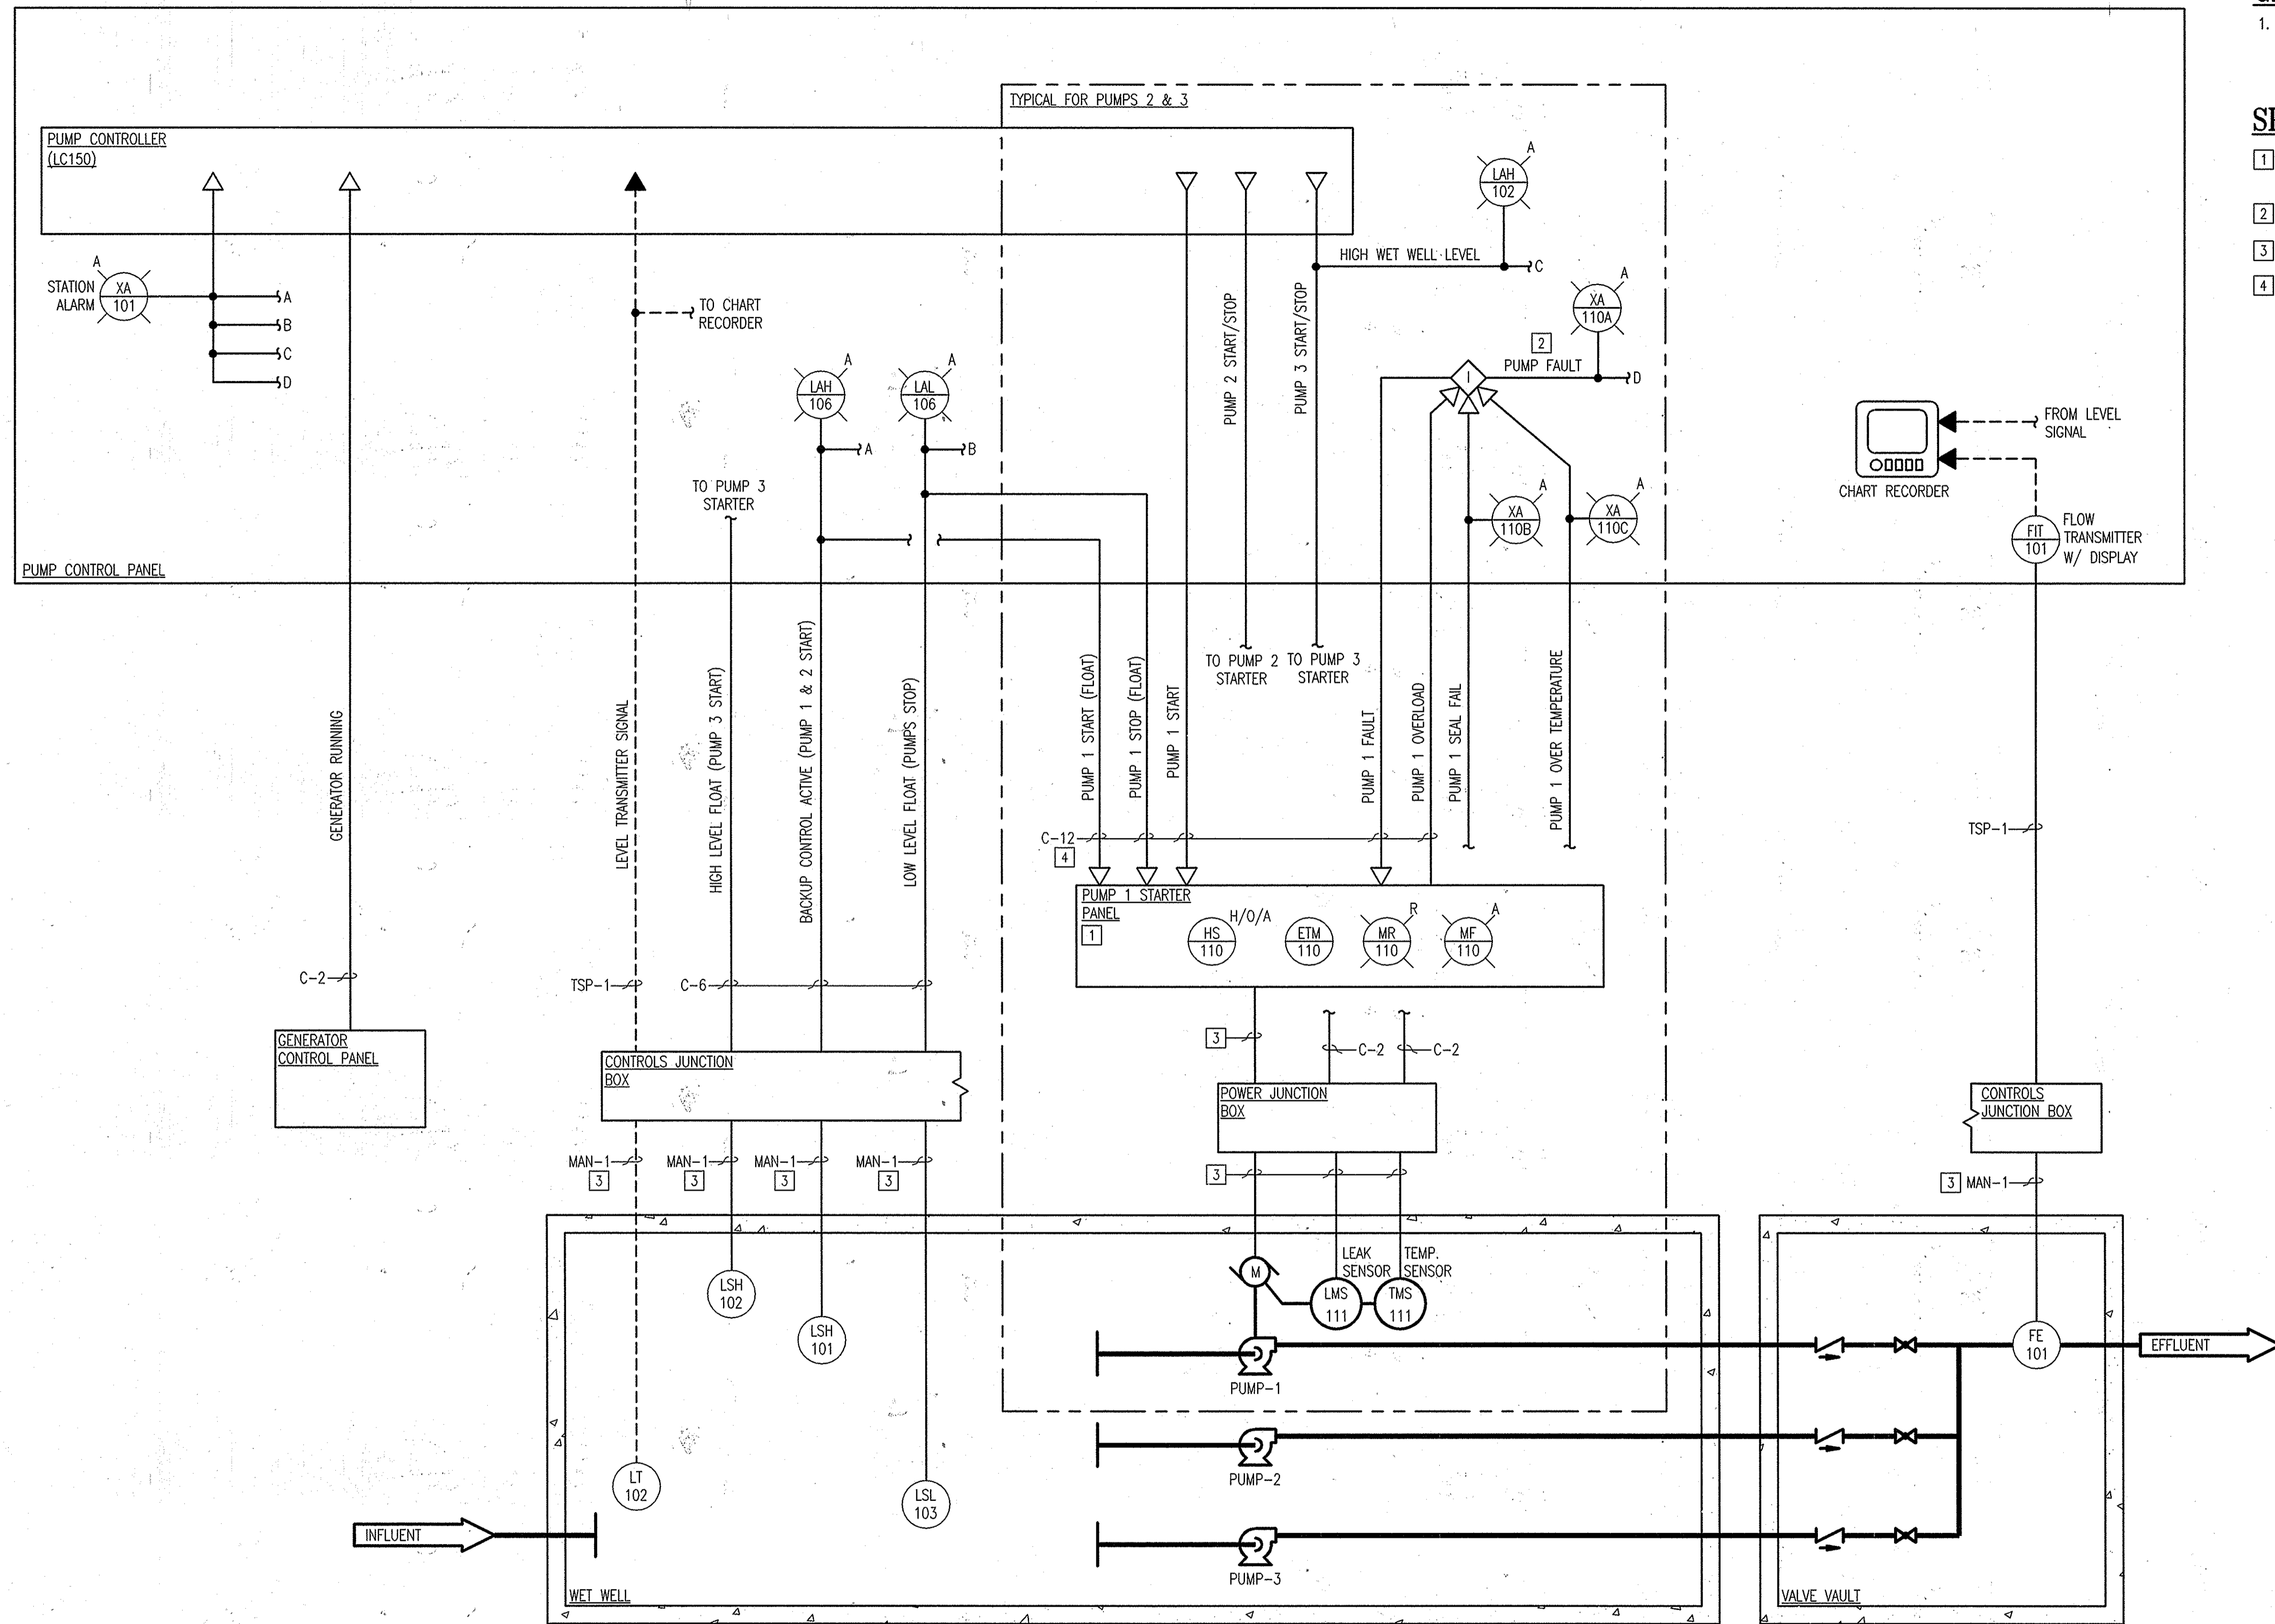 1.
TYPICAL FOR PUMPS 2 & 3
PUMP CONTROLLER
(LC150)
A
LAH
102
HIGH WET WELL LEVEL
C
A
STATION
ALARM
XA
101
A
B
C
D
TO CHART
RECORDER
A
XA
110A
2
PUMP FAULT
D
I
PUMP 2 START/STOP
PUMP 3 START/STOP
A
LAH
106
A
A
LAL
106
B
TO PUMP 3
STARTER
A
XA
110B
A
XA
110C
FROM LEVEL
SIGNAL
CHART RECORDER
FIT
101
FLOW
TRANSMITTER
W/ DISPLAY
PUMP CONTROL PANEL
1
2
3
4
GENERATOR RUNNING
LEVEL TRANSMITTER SIGNAL
HIGH LEVEL FLOAT (PUMP 3 START)
BACKUP CONTROL ACTIVE (PUMP 1 & 2 START)
LOW LEVEL FLOAT (PUMPS STOP)
PUMP 1 START (FLOAT)
PUMP 1 STOP (FLOAT)
PUMP 1 START
TO PUMP 2
STARTER
TO PUMP 3
STARTER
PUMP 1 FAULT
PUMP 1 OVERLOAD
PUMP 1 SEAL FAIL
PUMP 1 OVER TEMPERATURE
TSP-1
C-12
4
PUMP 1 STARTER
PANEL
1
HS
110
H/O/A
ETM
110
MR
110
R
MF
110
A
C-2
TSP-1
C-6
GENERATOR
CONTROL PANEL
CONTROLS JUNCTION
BOX
3
C-2
C-2
POWER JUNCTION
BOX
CONTROLS
JUNCTION BOX
MAN-1
3
MAN-1
3
MAN-1
3
MAN-1
3
3
3 MAN-1
LEAK
SENSOR
TEMP.
SENSOR
M
LMS
111
TMS
111
LSH
102
LSH
101
PUMP-1
FE
101
EFFLUENT
PUMP-2
LT
102
LSL
103
INFLUENT
PUMP-3
WET WELL
VALVE VAULT